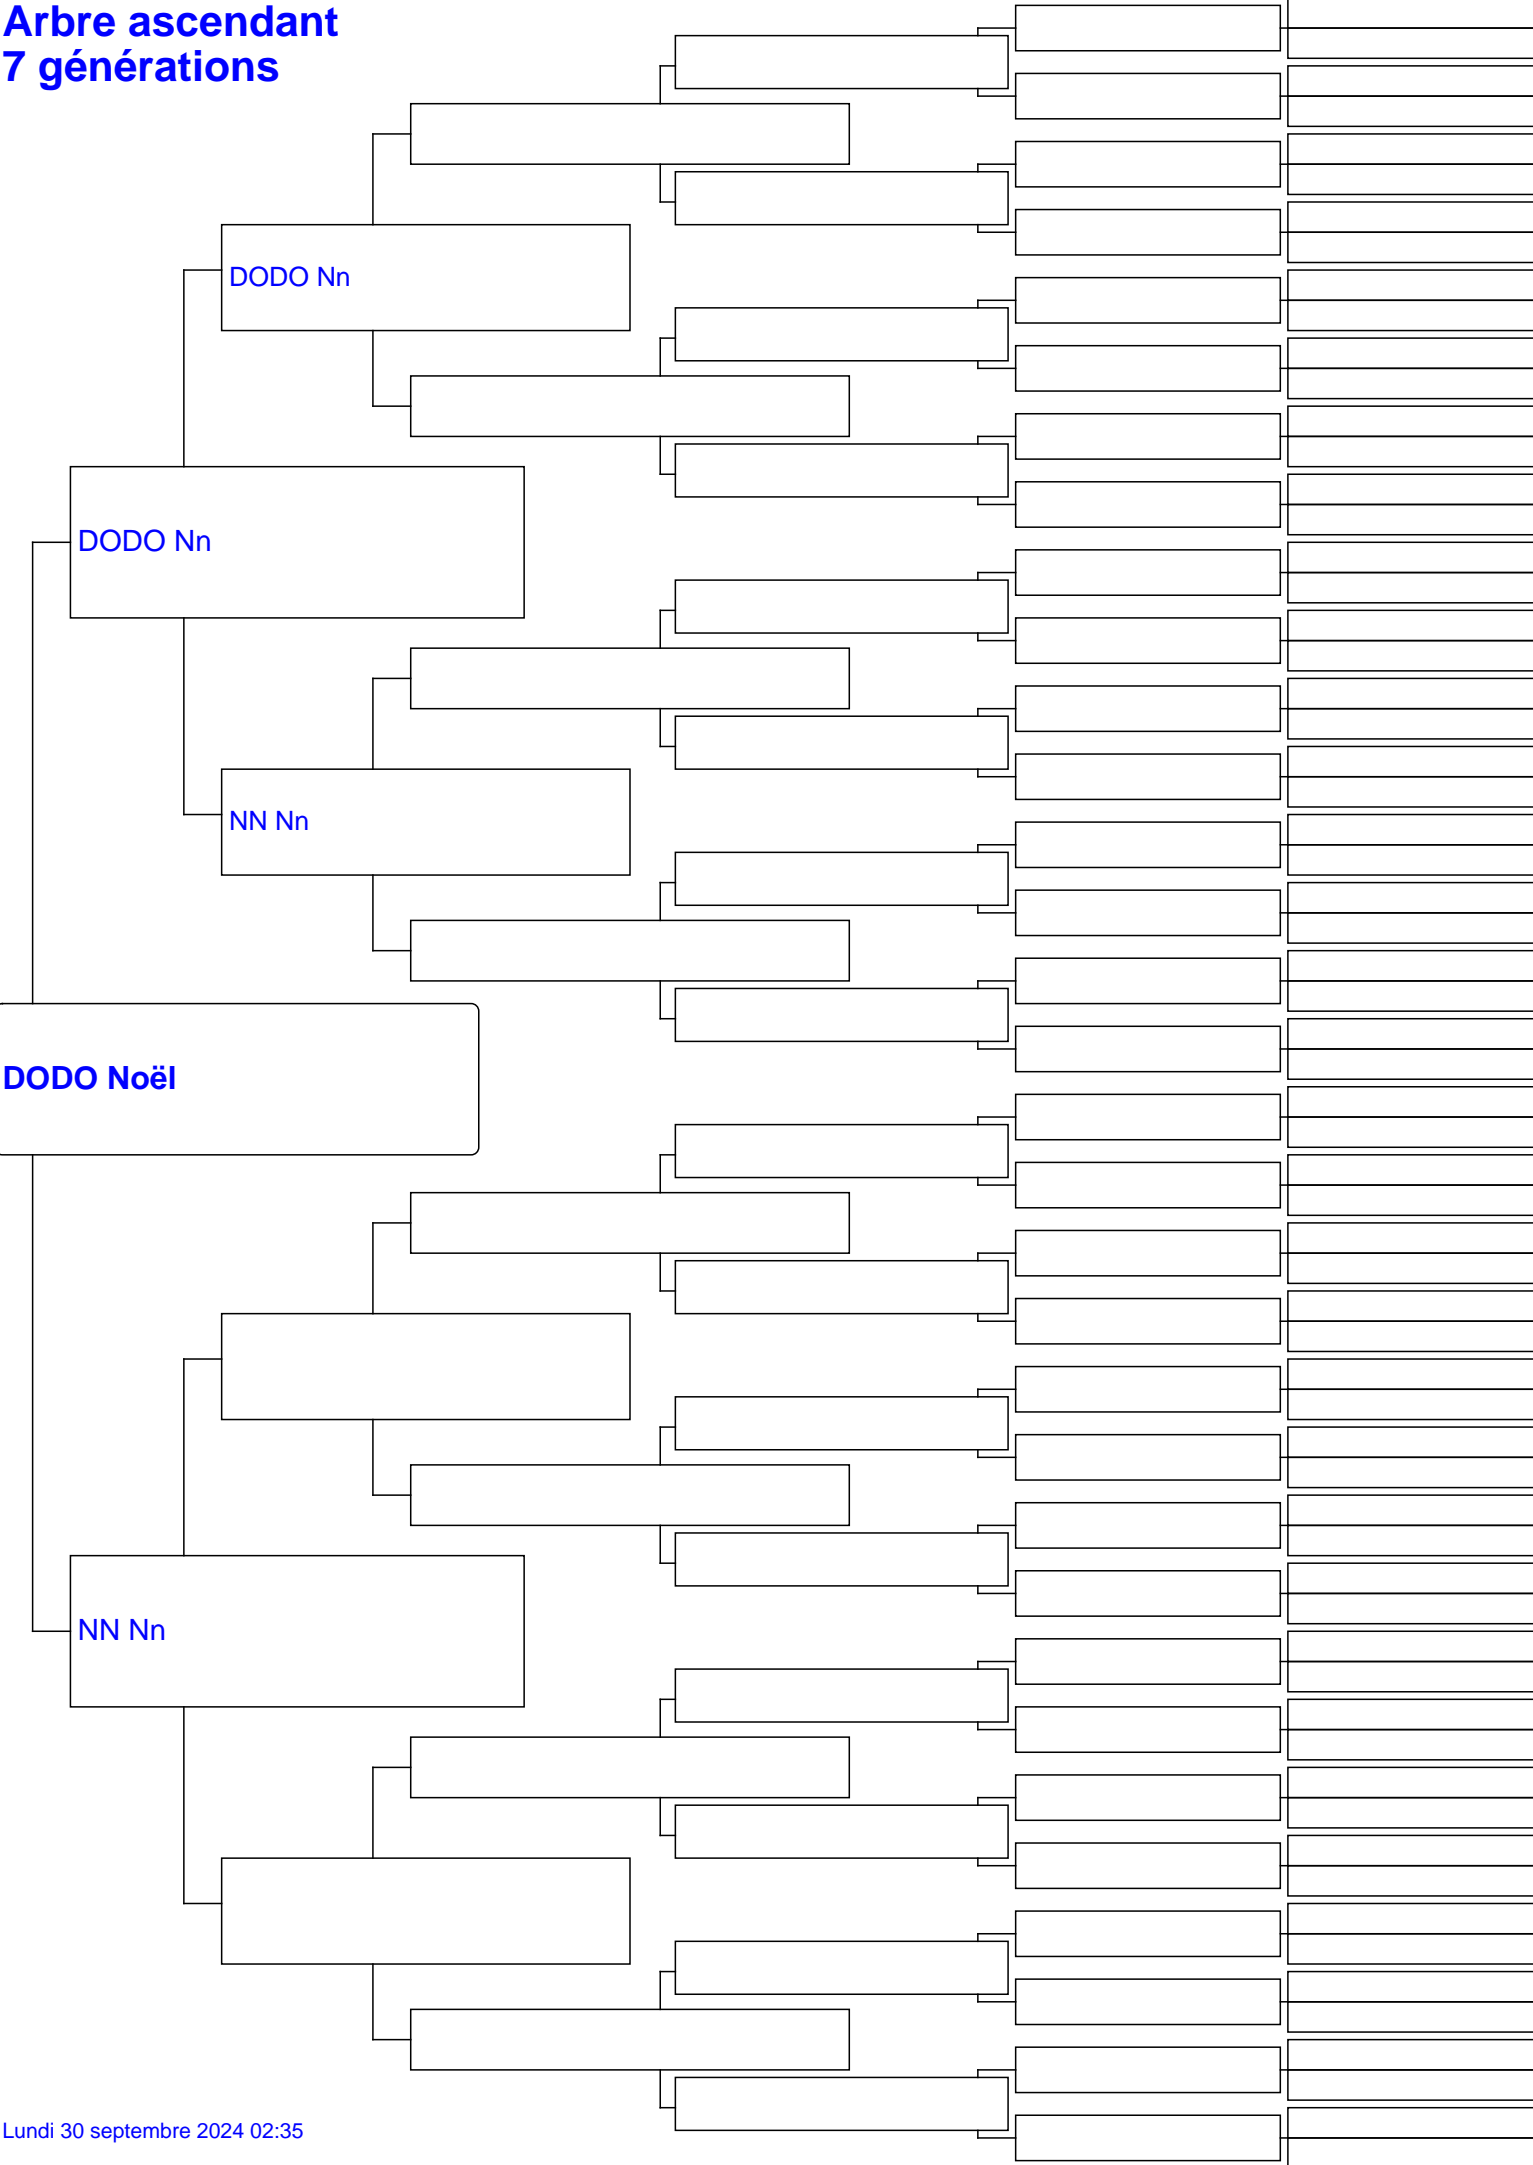 Arbre ascendant
7 générations
DODO Nn
DODO Nn
NN Nn
DODO Noël
NN Nn
Lundi 30 septembre 2024 02:35